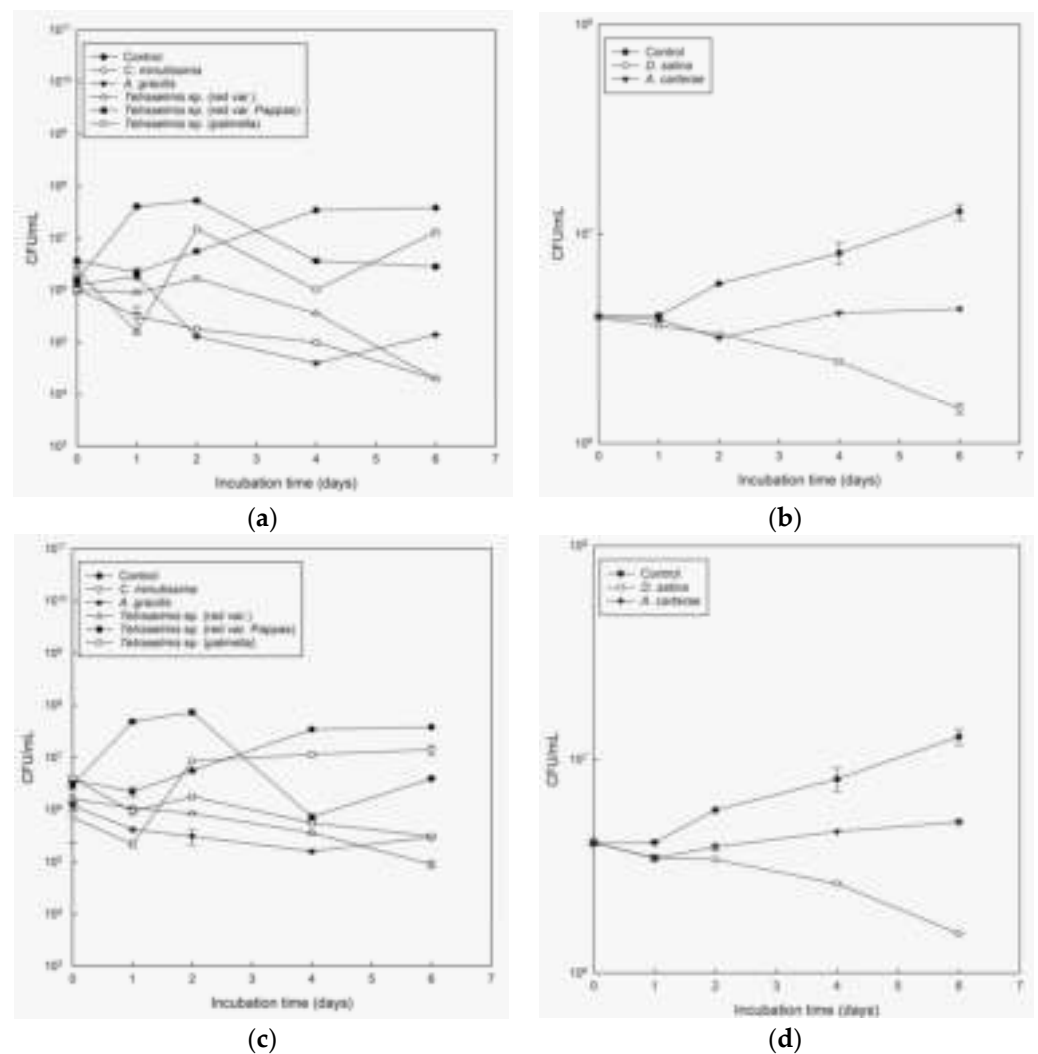 Control
C. minutissima
A. gracilis
Tetraselmis sp. (red var.)
Tetraselmis sp. (red var. Pappas)
Tetraselmis sp. (palmella)
CFU/mL
0 1 2 3 4 5 6 7
Incubation time (days)
(a)
Control
D. salina
A. carterae
CFU/mL
10⁷
0 1 2 3 4 5 6 7
Incubation time (days)
(b)
Control
C. minutissima
A. gracilis
Tetraselmis sp. (red var.)
Tetraselmis sp. (red var. Pappas)
Tetraselmis sp. (palmella)
CFU/mL
0 1 2 3 4 5 6 7
Incubation time (days)
(c)
Control
D. salina
A. carterae
CFU/mL
10⁷
0 1 2 3 4 5 6 7
Incubation time (days)
(d)